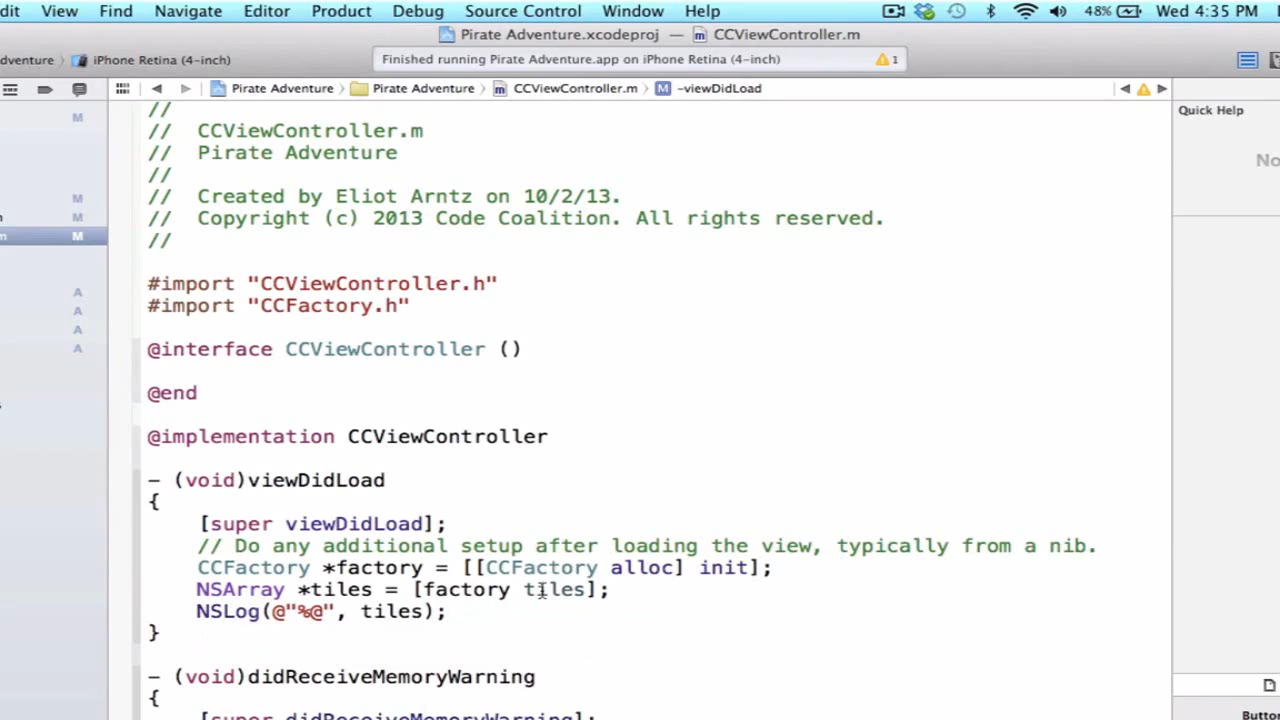 dit View Find Navigate Editor Product Debug Source Control Window Help 48% Wed 4:35 PM
Pirate Adventure.xcodeproj — CCViewController.m
dventure iPhone Retina (4-inch) Finished running Pirate Adventure.app on iPhone Retina (4-inch) 1
Pirate Adventure Pirate Adventure CCViewController.m M -viewDidLoad
Quick Help
No
M
M
M
M
A
A
A
A
//
// CCViewController.m
// Pirate Adventure
//
// Created by Eliot Arntz on 10/2/13.
// Copyright (c) 2013 Code Coalition. All rights reserved.
//
#import "CCViewController.h"
#import "CCFactory.h"
@interface CCViewController ()
@end
@implementation CCViewController
- (void)viewDidLoad
{
[super viewDidLoad];
// Do any additional setup after loading the view, typically from a nib.
CCFactory *factory = [[CCFactory alloc] init];
NSArray *tiles = [factory tiles];
NSLog(@"%@", tiles);
}
- (void)didReceiveMemoryWarning
{
[super didReceiveMemoryWarning];
Button